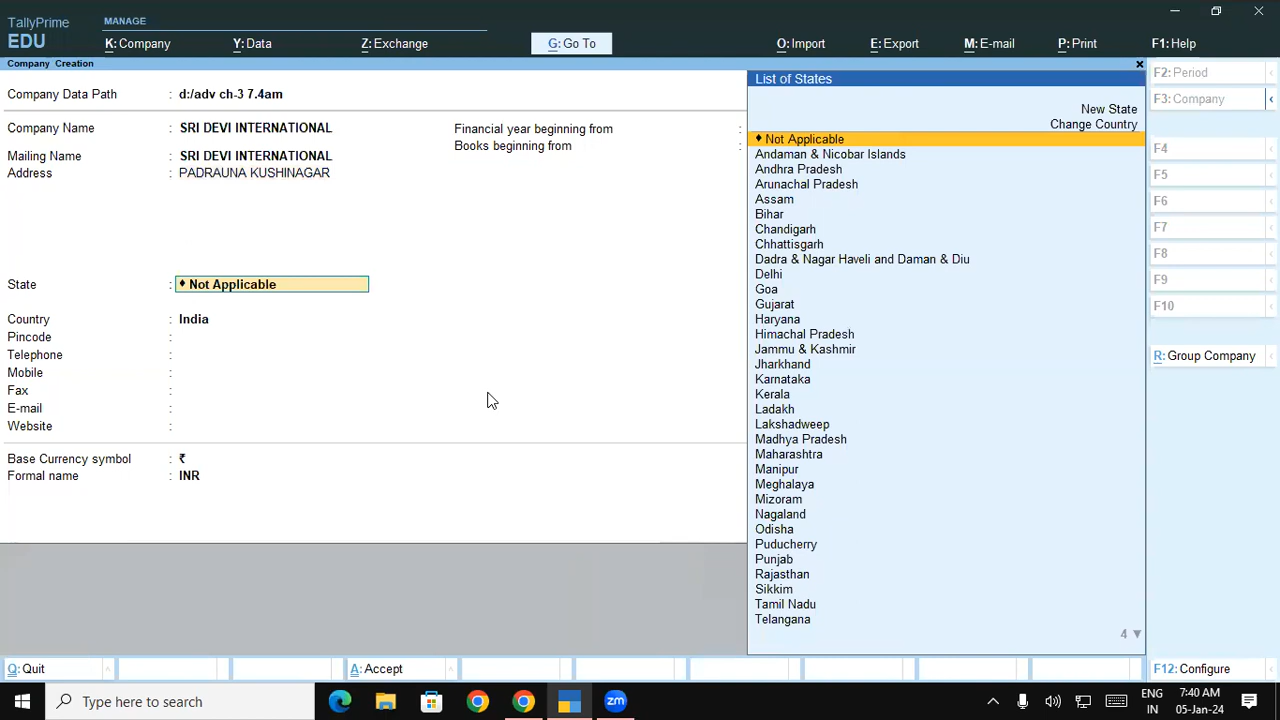 TallyPrime
EDU
MANAGE
K: Company
Y: Data
Z: Exchange
G: Go To
O: Import
E: Export
M: E-mail
P: Print
F1: Help
Company Creation
Company Data Path : d:/adv ch-3 7.4am
Company Name : SRI DEVI INTERNATIONAL
Mailing Name : SRI DEVI INTERNATIONAL
Address : PADRAUNA KUSHINAGAR
State : ♦ Not Applicable
Country : India
Pincode :
Telephone :
Mobile :
Fax :
E-mail :
Website :
Base Currency symbol : ₹
Formal name : INR
Financial year beginning from :
Books beginning from :
List of States
New State
Change Country
♦ Not Applicable
Andaman & Nicobar Islands
Andhra Pradesh
Arunachal Pradesh
Assam
Bihar
Chandigarh
Chhattisgarh
Dadra & Nagar Haveli and Daman & Diu
Delhi
Goa
Gujarat
Haryana
Himachal Pradesh
Jammu & Kashmir
Jharkhand
Karnataka
Kerala
Ladakh
Lakshadweep
Madhya Pradesh
Maharashtra
Manipur
Meghalaya
Mizoram
Nagaland
Odisha
Puducherry
Punjab
Rajasthan
Sikkim
Tamil Nadu
Telangana
4 ▼
F2: Period
F3: Company
F4
F5
F6
F7
F8
F9
F10
R: Group Company
F12: Configure
Q: Quit
A: Accept
Type here to search
zm
ENG
IN
7:40 AM
05-Jan-24